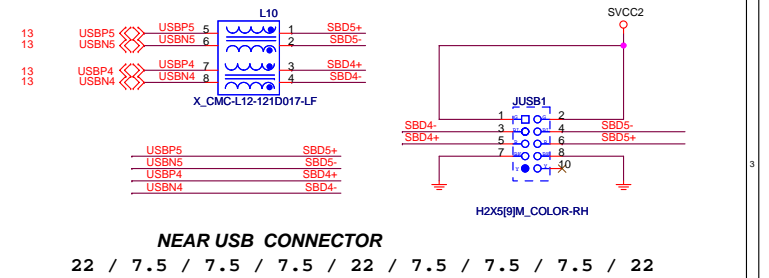 L10
13 USBP5 USBP5 5 1 SBD5+
13 USBN5 USBN5 6 2 SBD5-
13 USBP4 USBP4 7 3 SBD4+
13 USBN4 USBN4 8 4 SBD4-
X_CMC-L12-121D017-LF
USBP5 SBD5+
USBN5 SBD5-
USBP4 SBD4+
USBN4 SBD4-
SVCC2
JUSB1
1 2
SBD4- 3 4 SBD5-
SBD4+ 5 6 SBD5+
7 8
10
H2X5[9]M_COLOR-RH
3
NEAR USB CONNECTOR
22 / 7.5 / 7.5 / 7.5 / 22 / 7.5 / 7.5 / 7.5 / 22